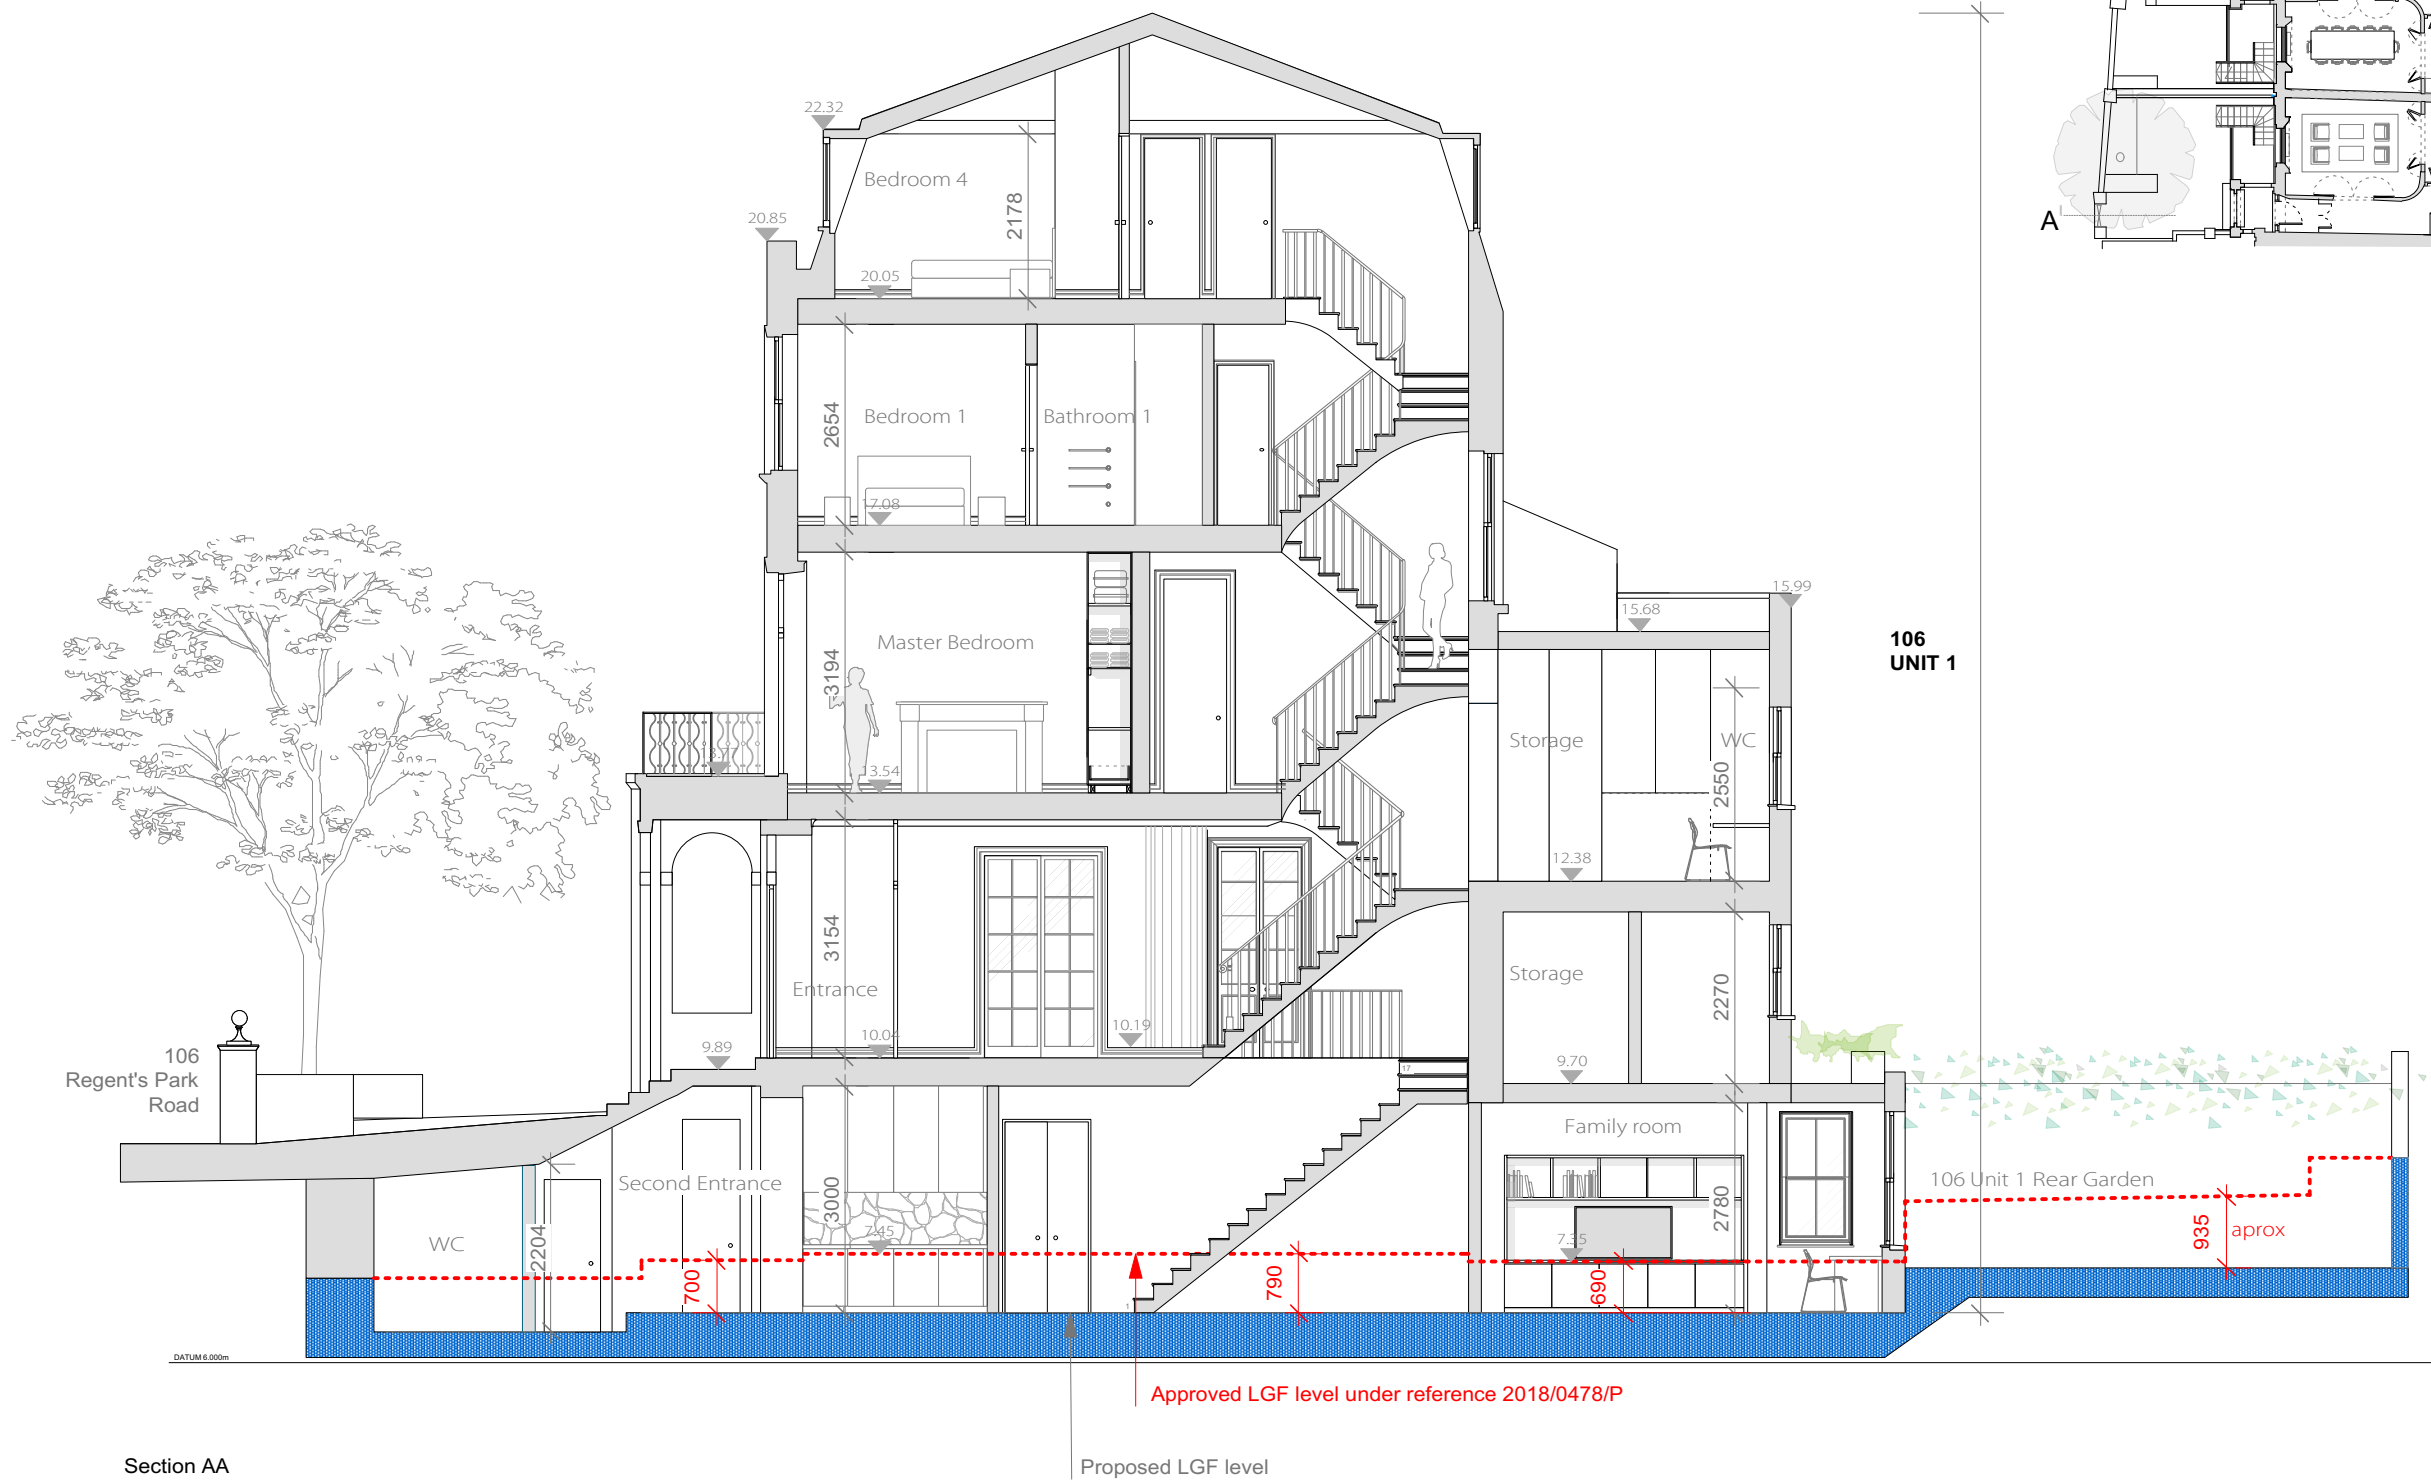 22.32
Bedroom 4
2178
20.85
20.05
A
2654
Bedroom 1
Bathroom 1
17.08
15.99
15.68
106
UNIT 1
Master Bedroom
3194
13.54
Storage
WC
2550
12.38
3154
Entrance
10.04
10.19
9.89
Storage
2270
9.70
106
Regent's Park
Road
17
Family room
Second Entrance
3000
7.45
WC
2204
2780
7.35
106 Unit 1 Rear Garden
935
aprox
700
790
690
1
DATUM 6.000m
Approved LGF level under reference 2018/0478/P
Section AA
Proposed LGF level